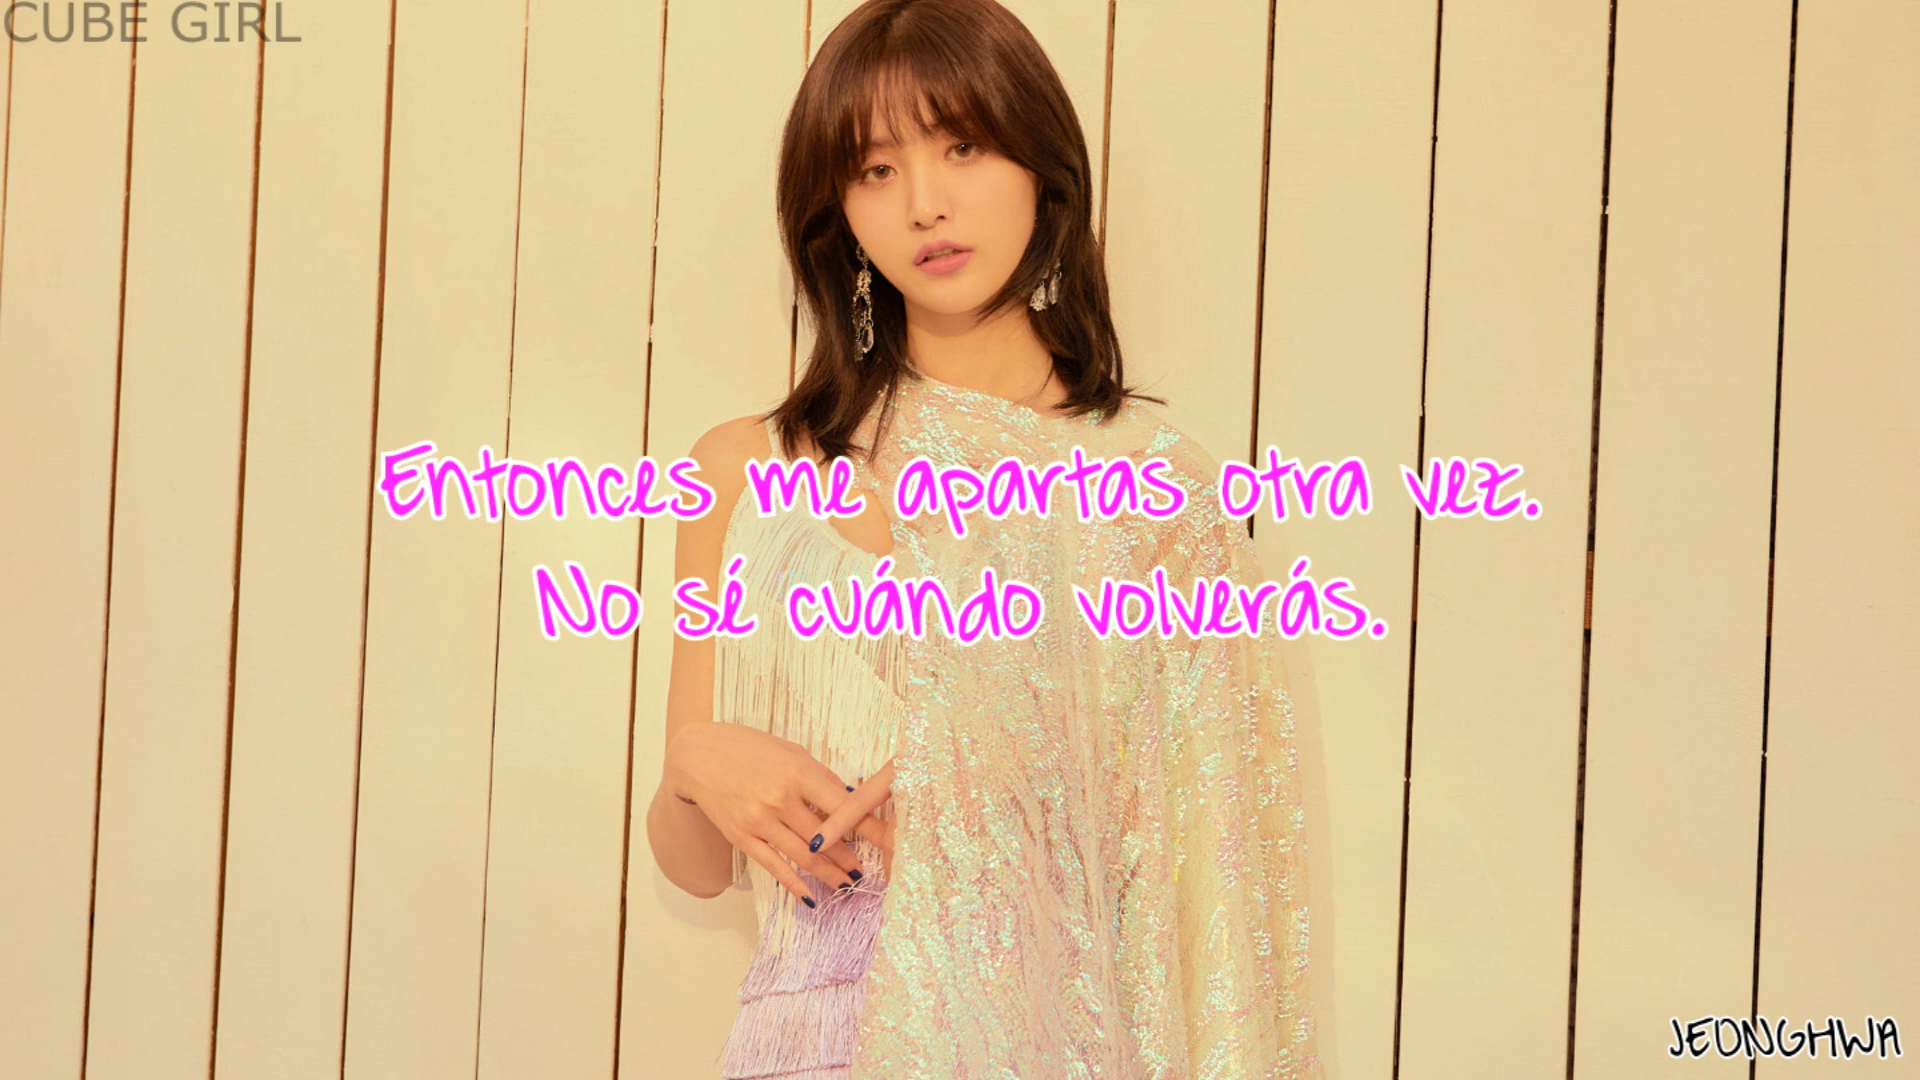 CUBE GIRL
Entonces me apartas otra vez.
No sé cuándo volverás.
JEONGHWA